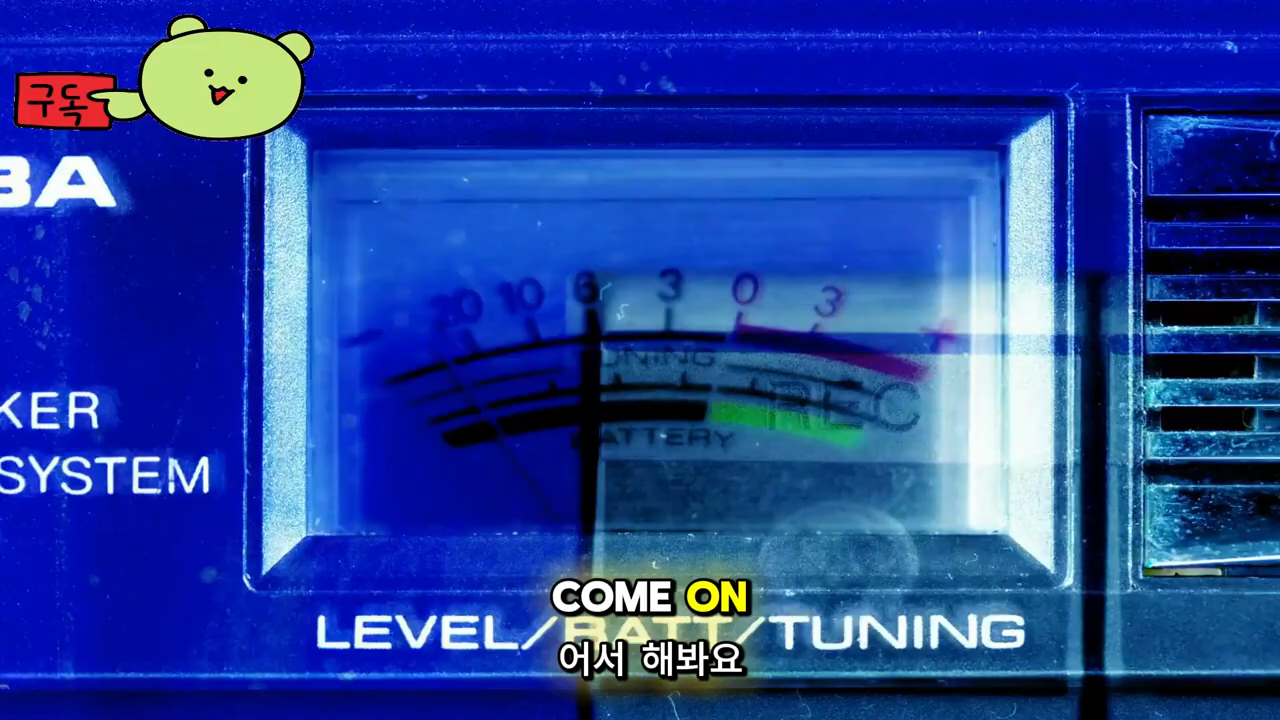 구독
BA
20 10 6 3 0 3
- +
TUNING
REC
BATTERY
KER
SYSTEM
COME ON
LEVEL/BATT/TUNING
어서 해봐요